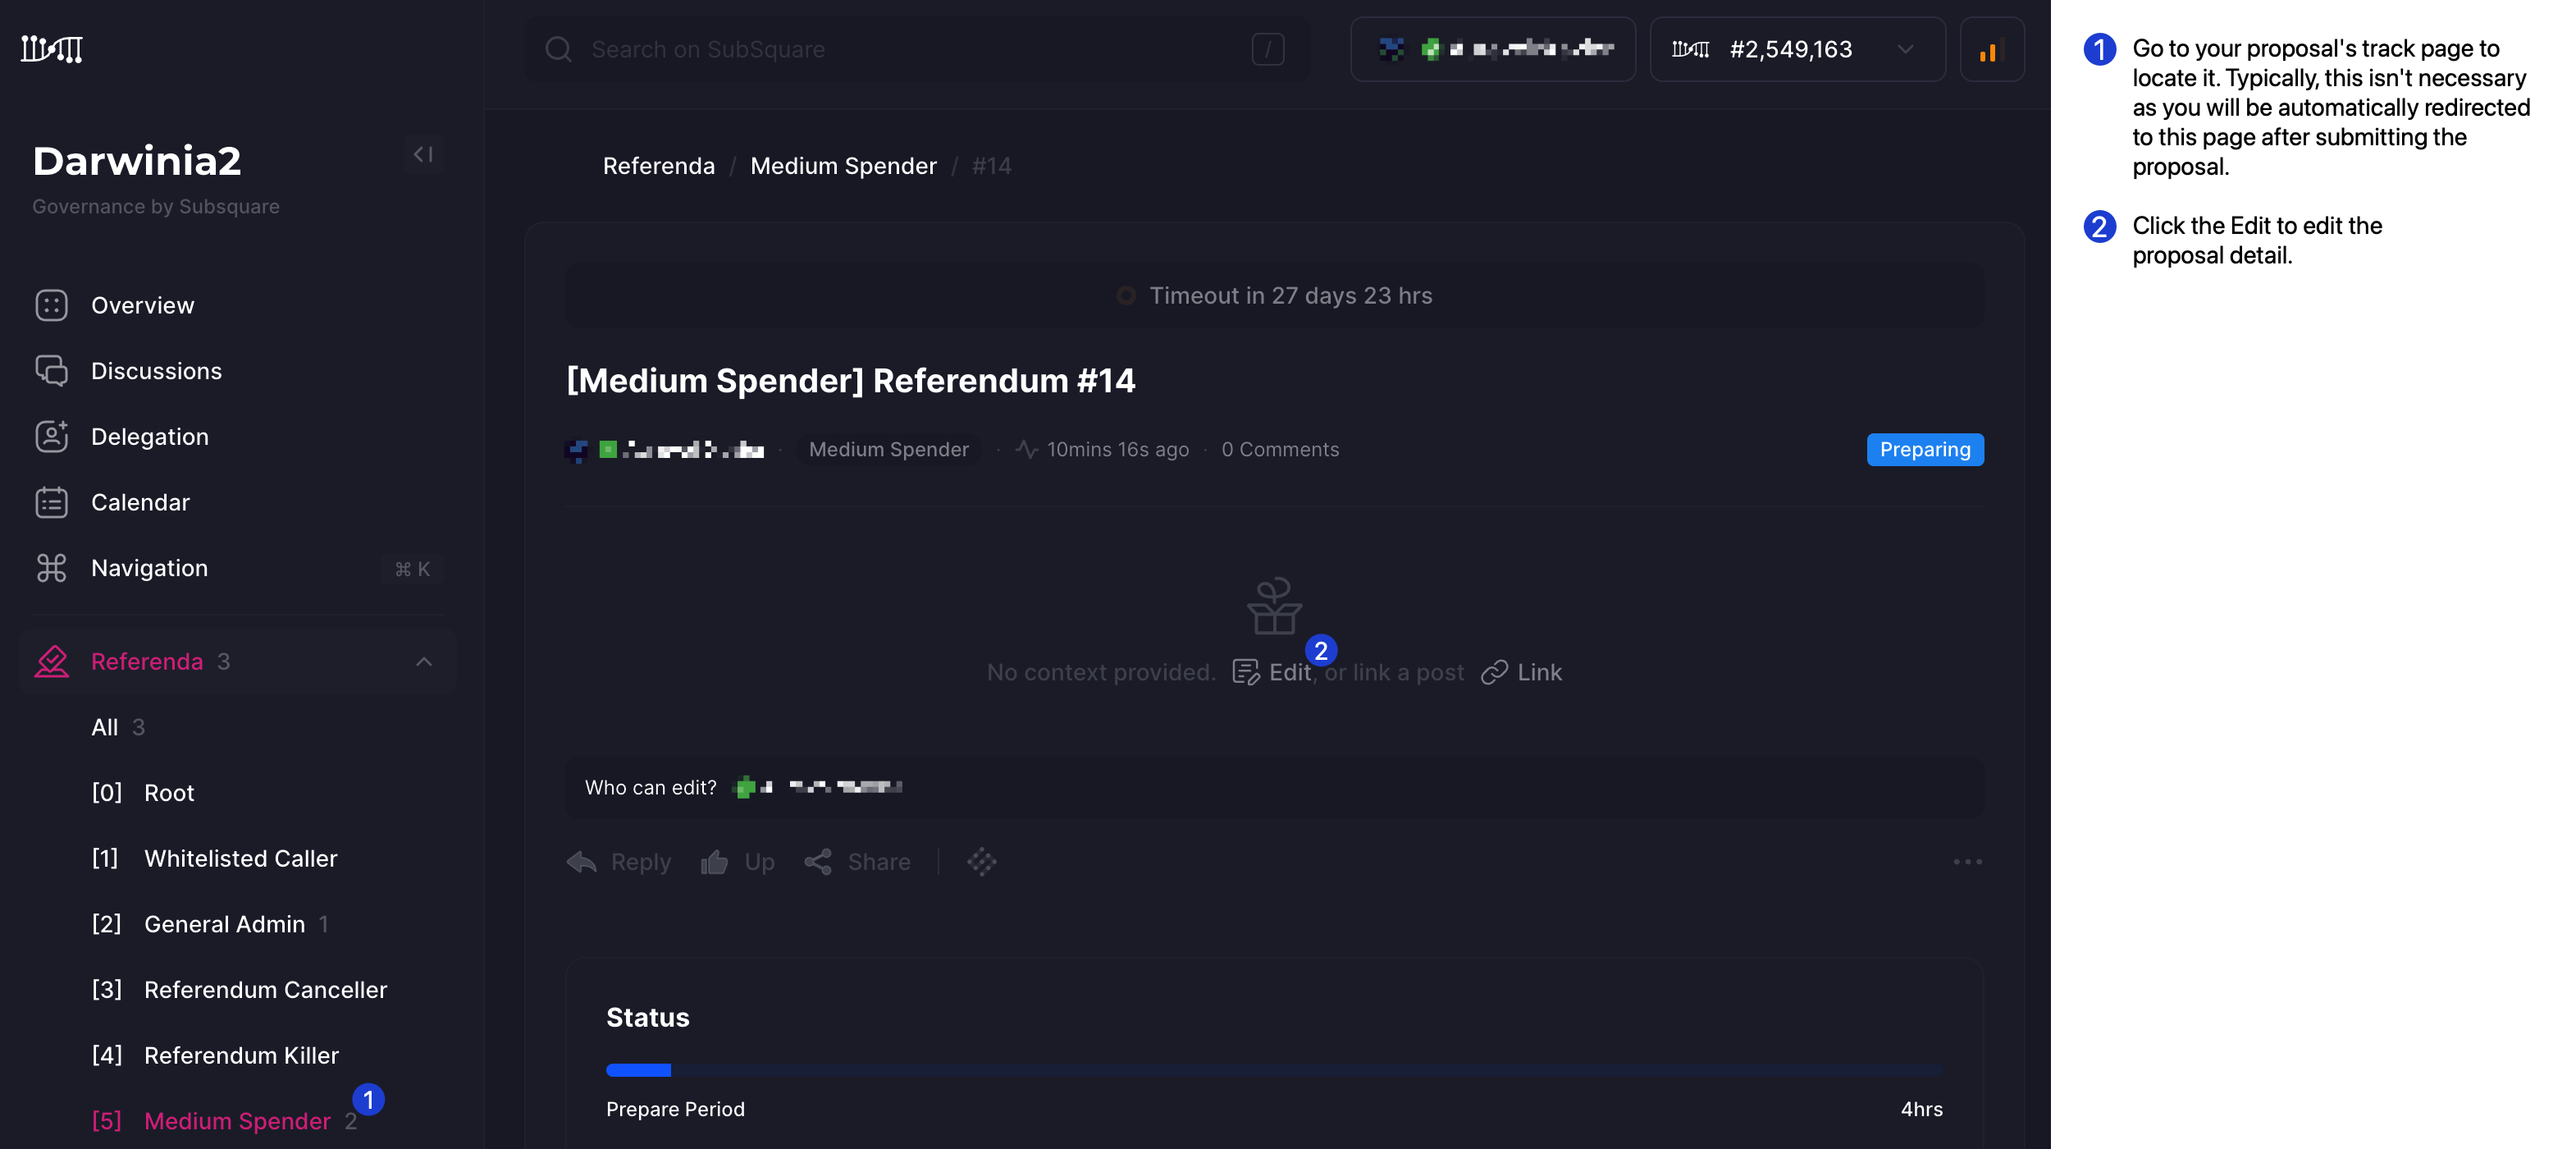 Search on SubSquare
/
#2,549,163
Darwinia2
Governance by Subsquare
Overview
Discussions
Delegation
Calendar
Navigation
⌘ K
Referenda 3
All 3
[0] Root
[1] Whitelisted Caller
[2] General Admin 1
[3] Referendum Canceller
[4] Referendum Killer
[5] Medium Spender 2
1
Referenda / Medium Spender / #14
Timeout in 27 days 23 hrs
[Medium Spender] Referendum #14
· Medium Spender · 10mins 16s ago · 0 Comments
Preparing
2
No context provided. Edit, or link a post Link
Who can edit?
Reply Up Share
Status
Prepare Period
4hrs
1 Go to your proposal's track page to
locate it. Typically, this isn't necessary
as you will be automatically redirected
to this page after submitting the
proposal.
2 Click the Edit to edit the
proposal detail.